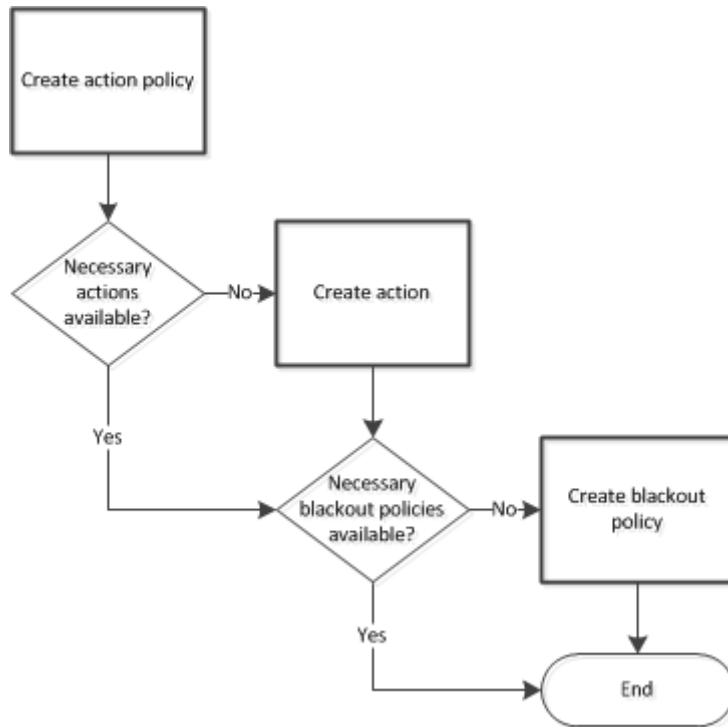 Create action policy
Necessary
actions
available?
No
Create action
Yes
Necessary
blackout policies
available?
No
Create blackout
policy
Yes
End